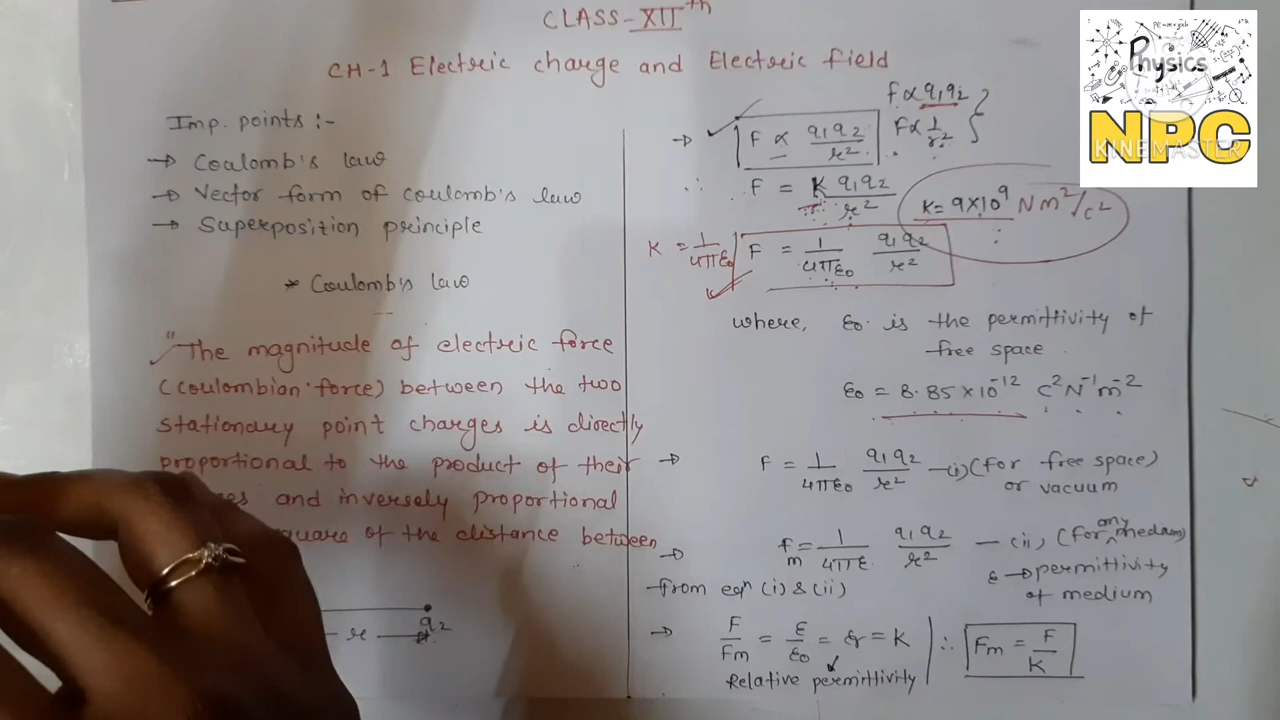 CLASS-XIIth
CH-1 Electric charge and Electric field
Imp. points :-
→ Coulomb's law
→ Vector form of coulomb's law
→ Superposition principle
* Coulomb's law
"The magnitude of electric force
(coulombian force) between the two
stationary point charges is directly
proportional to the product of their
and inversely proportional
square of the distance between
q2
r
→ F ∝ q1q2/r²
F ∝ q1q2
F ∝ 1/r²
∴ F = K q1q2/r²
K = 9×10⁹ Nm²/c²
K = 1/4πε0
F = 1/4πε0 q1q2/r²
where, ε0 is the permittivity of
free space
ε0 = 8.85×10⁻¹² C²N⁻¹m⁻²
→ F = 1/4πε0 q1q2/r² —(i) (for free space)
or vacuum
→ Fm = 1/4πε q1q2/r² —(ii) (for any medium)
ε → permittivity
of medium
from eqn (i) & (ii)
→ F/Fm = ε/ε0 = εr = K
∴ Fm = F/K
Relative permittivity
Physics
NPC
KINEMASTER